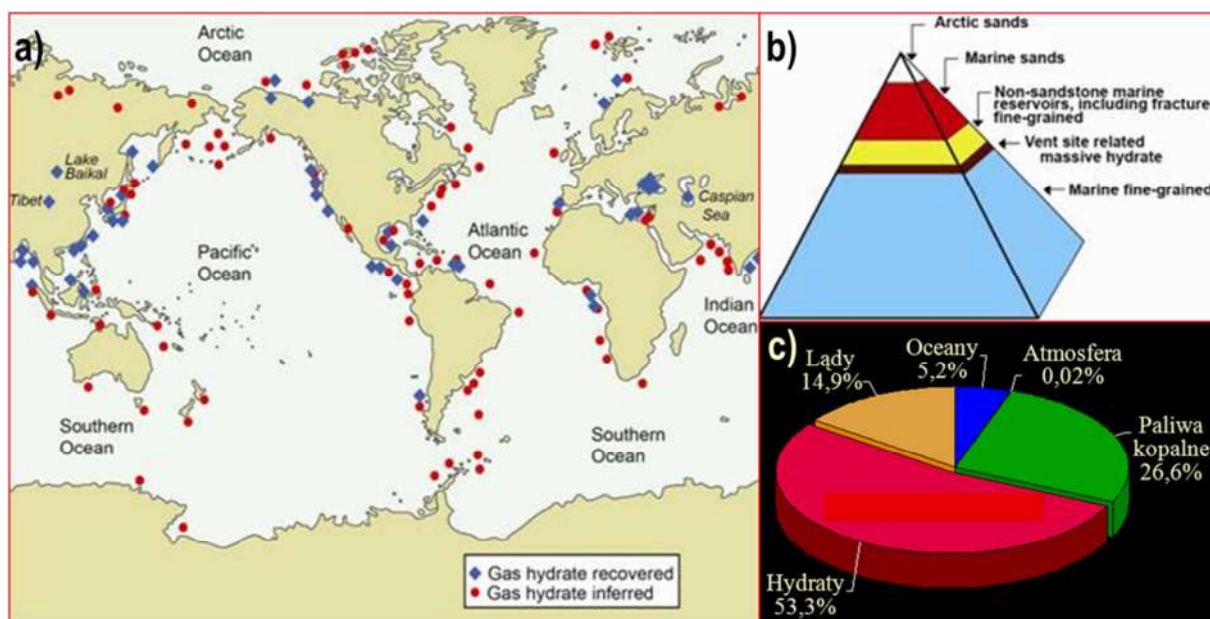 a)
Arctic
Ocean
Lake
Baikal
Tibet
Pacific
Ocean
Atlantic
Ocean
Caspian
Sea
Indian
Ocean
Southern
Ocean
Southern
Ocean
Gas hydrate recovered
Gas hydrate inferred
b)
Arctic sands
Marine sands
Non-sandstone marine
reservoirs, including fracture
fine-grained
Vent site related
massive hydrate
Marine fine-grained
c)
Lądy
14,9%
Oceany
5,2%
Atmosfera
0,02%
Paliwa
kopalne
26,6%
Hydraty
53,3%